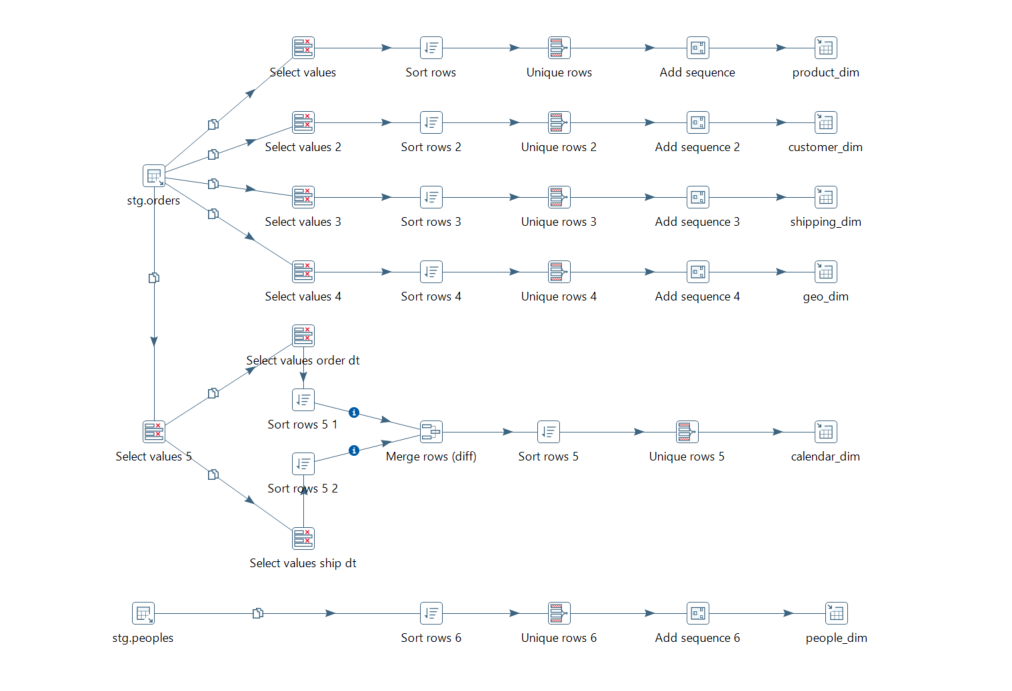 Select values
Sort rows
Unique rows
Add sequence
product_dim
Select values 2
Sort rows 2
Unique rows 2
Add sequence 2
customer_dim
stg.orders
Select values 3
Sort rows 3
Unique rows 3
Add sequence 3
shipping_dim
Select values 4
Sort rows 4
Unique rows 4
Add sequence 4
geo_dim
Select values order dt
Sort rows 5 1
Select values 5
Merge rows (diff)
Sort rows 5
Unique rows 5
calendar_dim
Sort rows 5 2
Select values ship dt
stg.peoples
Sort rows 6
Unique rows 6
Add sequence 6
people_dim